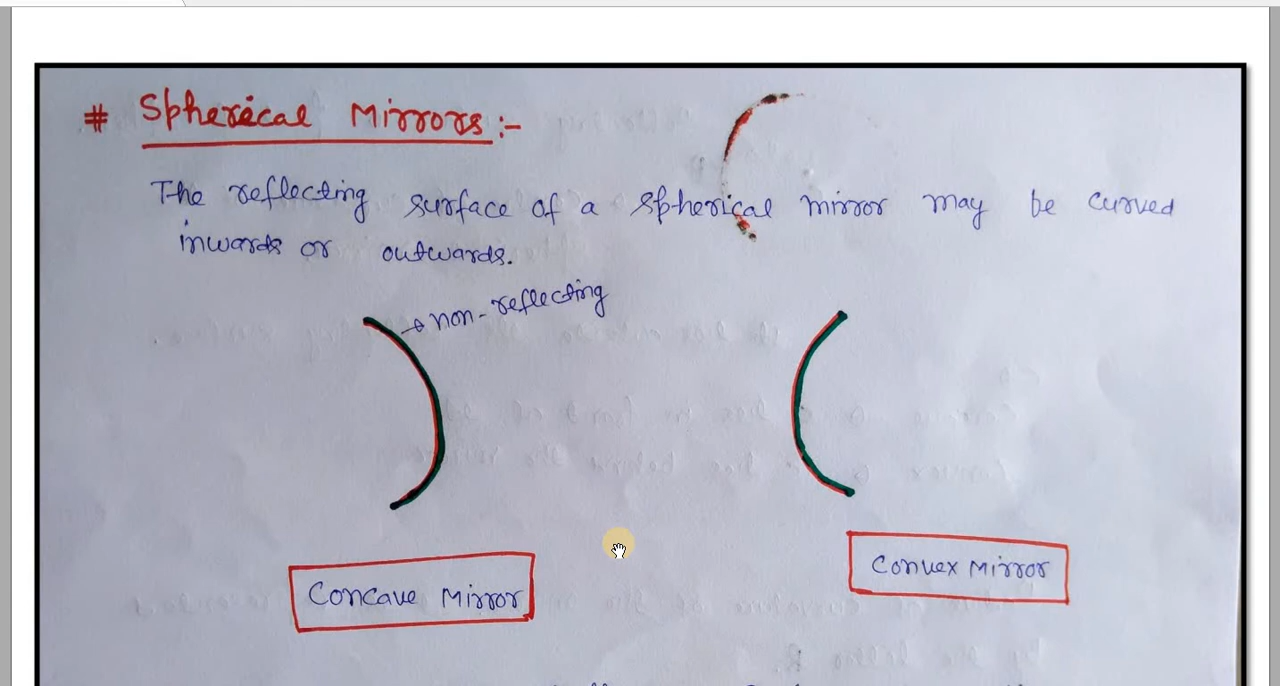 # Spherical Mirrors :-
The reflecting surface of a spherical mirror may be curved
inwards or outwards.
→ non-reflecting
Concave Mirror
Convex Mirror